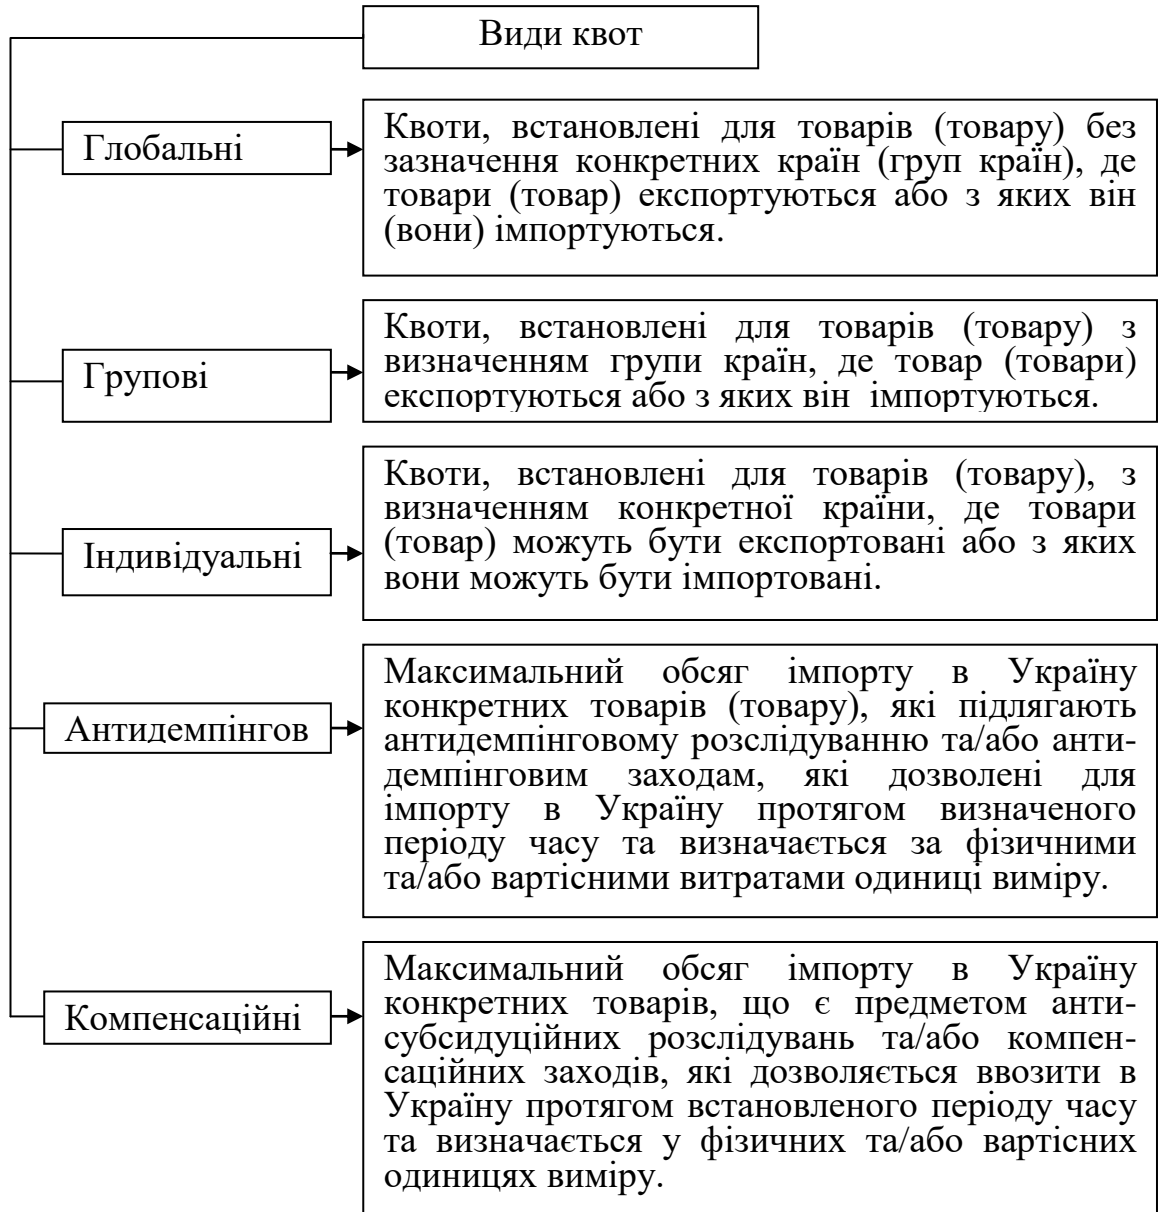 Види квот
Глобальні
Квоти, встановлені для товарів (товару) без
зазначення конкретних країн (груп країн), де
товари (товар) експортуються або з яких він
(вони) імпортуються.
Групові
Квоти, встановлені для товарів (товару) з
визначенням групи країн, де товар (товари)
експортуються або з яких він імпортуються.
Індивідуальні
Квоти, встановлені для товарів (товару), з
визначенням конкретної країни, де товари
(товар) можуть бути експортовані або з яких
вони можуть бути імпортовані.
Антидемпінгов
Максимальний обсяг імпорту в Україну
конкретних товарів (товару), які підлягають
антидемпінговому розслідуванню та/або анти-
демпінговим заходам, які дозволені для
імпорту в Україну протягом визначеного
періоду часу та визначається за фізичними
та/або вартісними витратами одиниці виміру.
Компенсаційні
Максимальний обсяг імпорту в Україну
конкретних товарів, що є предметом анти-
субсидуційних розслідувань та/або компен-
саційних заходів, які дозволяється ввозити в
Україну протягом встановленого періоду часу
та визначається у фізичних та/або вартісних
одиницях виміру.